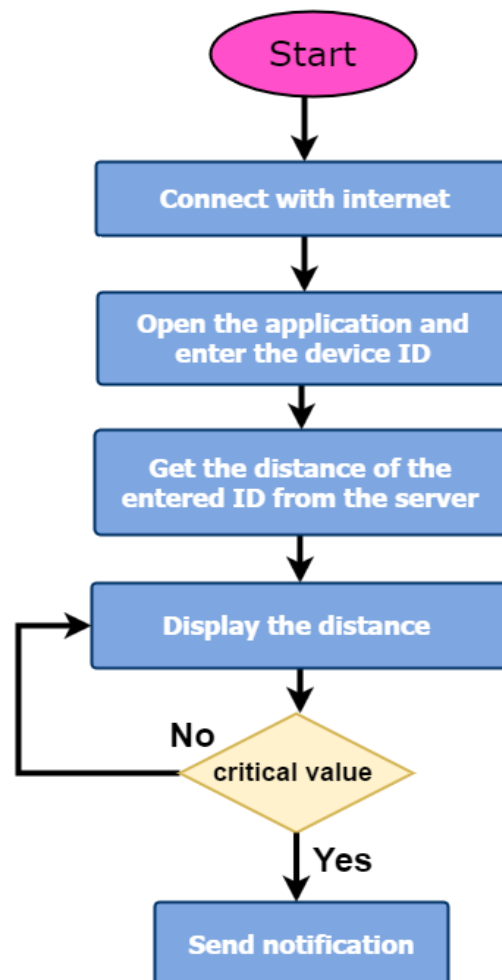 Start
Connect with internet
Open the application and
enter the device ID
Get the distance of the
entered ID from the server
Display the distance
No
critical value
Yes
Send notification